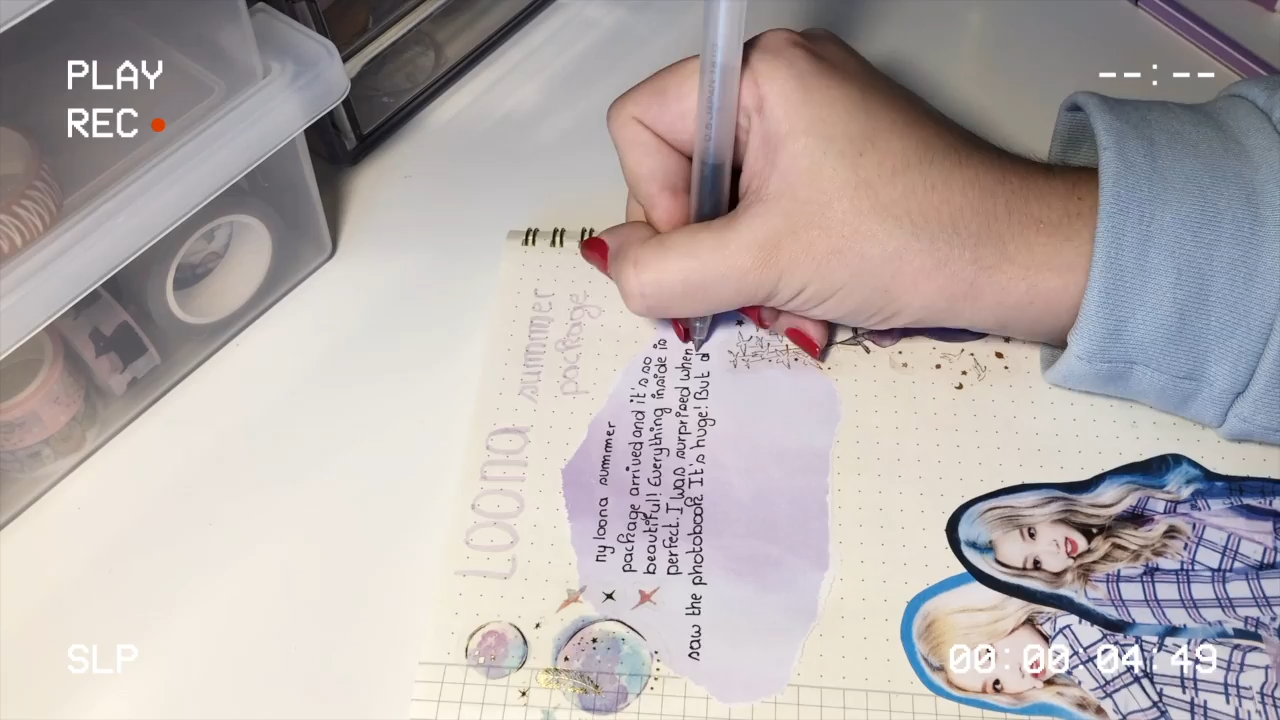 PLAY
REC
--:--
Loona summer
package
my loona summer
package arrived and it's so
beautiful! Everything inside is
perfect. I was surprised when
saw the photobook It's huge! But d
SLP
00:00:04:49